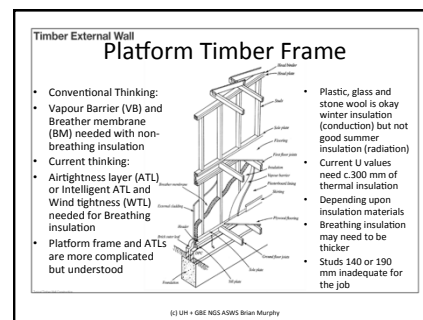 Timber External Wall
Platform Timber Frame
• Conventional Thinking:
• Vapour Barrier (VB) and
Breather membrane
(BM) needed with non-
breathing insulation
• Current thinking:
• Airtightness layer (ATL)
or Intelligent ATL and
Wind tightness (WTL)
needed for Breathing
insulation
• Platform frame and ATLs
are more complicated
but understood
Head binder
Head plate
Studs
Sole plate
Flooring
First floor joists
Insulation
Vapour barrier
Plasterboard lining
Skirting
Breather membrane
External cladding
Plywood flooring
Ground floor joists
Sole plate
Foundation
• Plastic, glass and
stone wool is okay
winter insulation
(conduction) but not
good summer
insulation (radiation)
• Current U values
need c.300 mm of
thermal insulation
• Depending upon
insulation materials
• Breathing insulation
may need to be
thicker
• Studs 140 or 190
mm inadequate for
the job
(c) UH + GBE NGS ASWS Brian Murphy